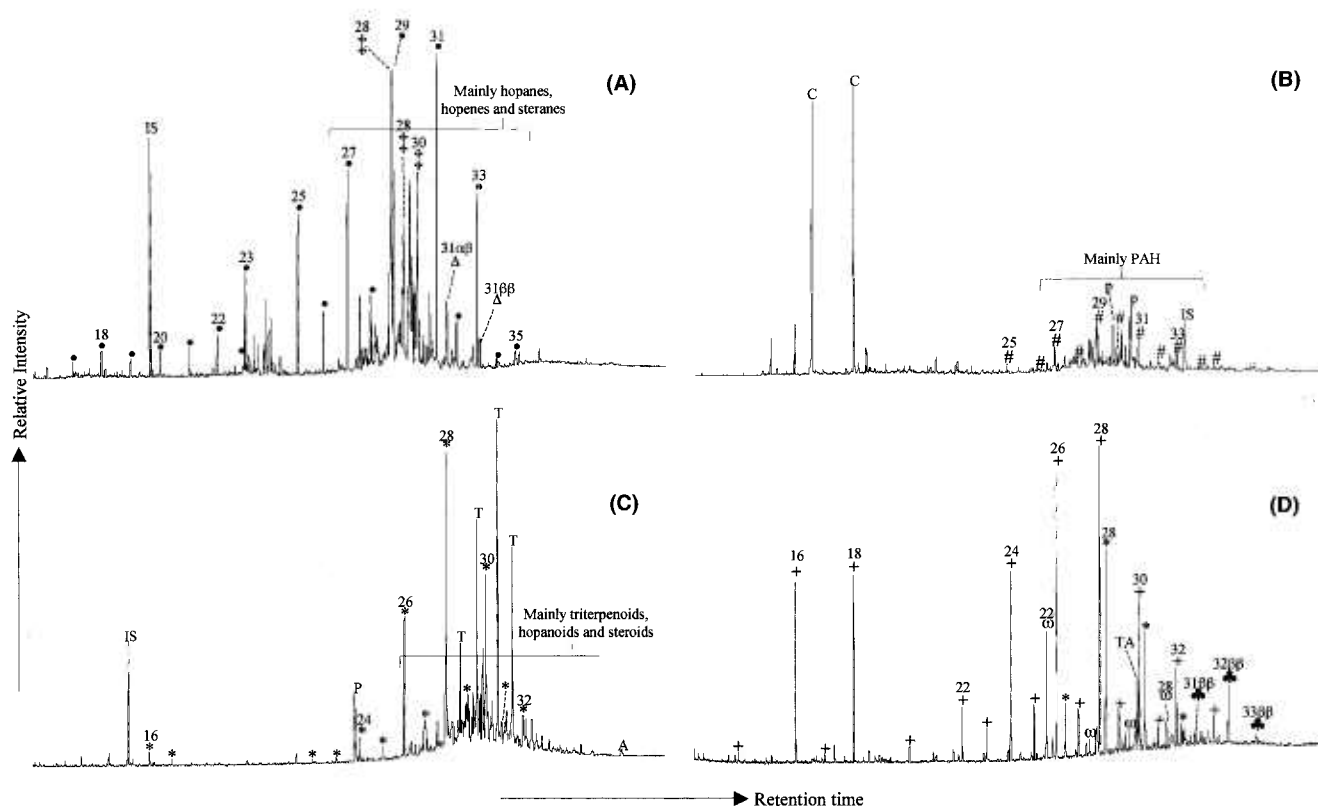 28
‡
29
●
31
●
(A)
Mainly hopanes,
hopenes and steranes
IS
28
‡
30
‡
27
●
33
●
25
●
23
●
31αβ
Δ
31ββ
Δ
18
●
20
●
22
●
35
●
C
C
(B)
Mainly PAH
P
P
29
#
31
#
IS
33
#
27
#
25
#
Relative Intensity
28
*
T
T
T
T
(C)
30
*
26
*
Mainly triterpenoids,
hopanoids and steroids
IS
P
24
*
16
*
32
*
A
28
+
26
+
(D)
28
*
16
+
18
+
24
+
30
+
22
ω
TA
32
+
22
+
28
ω
31ββ
♣
32ββ
♣
33ββ
♣
ω
ω
Retention time